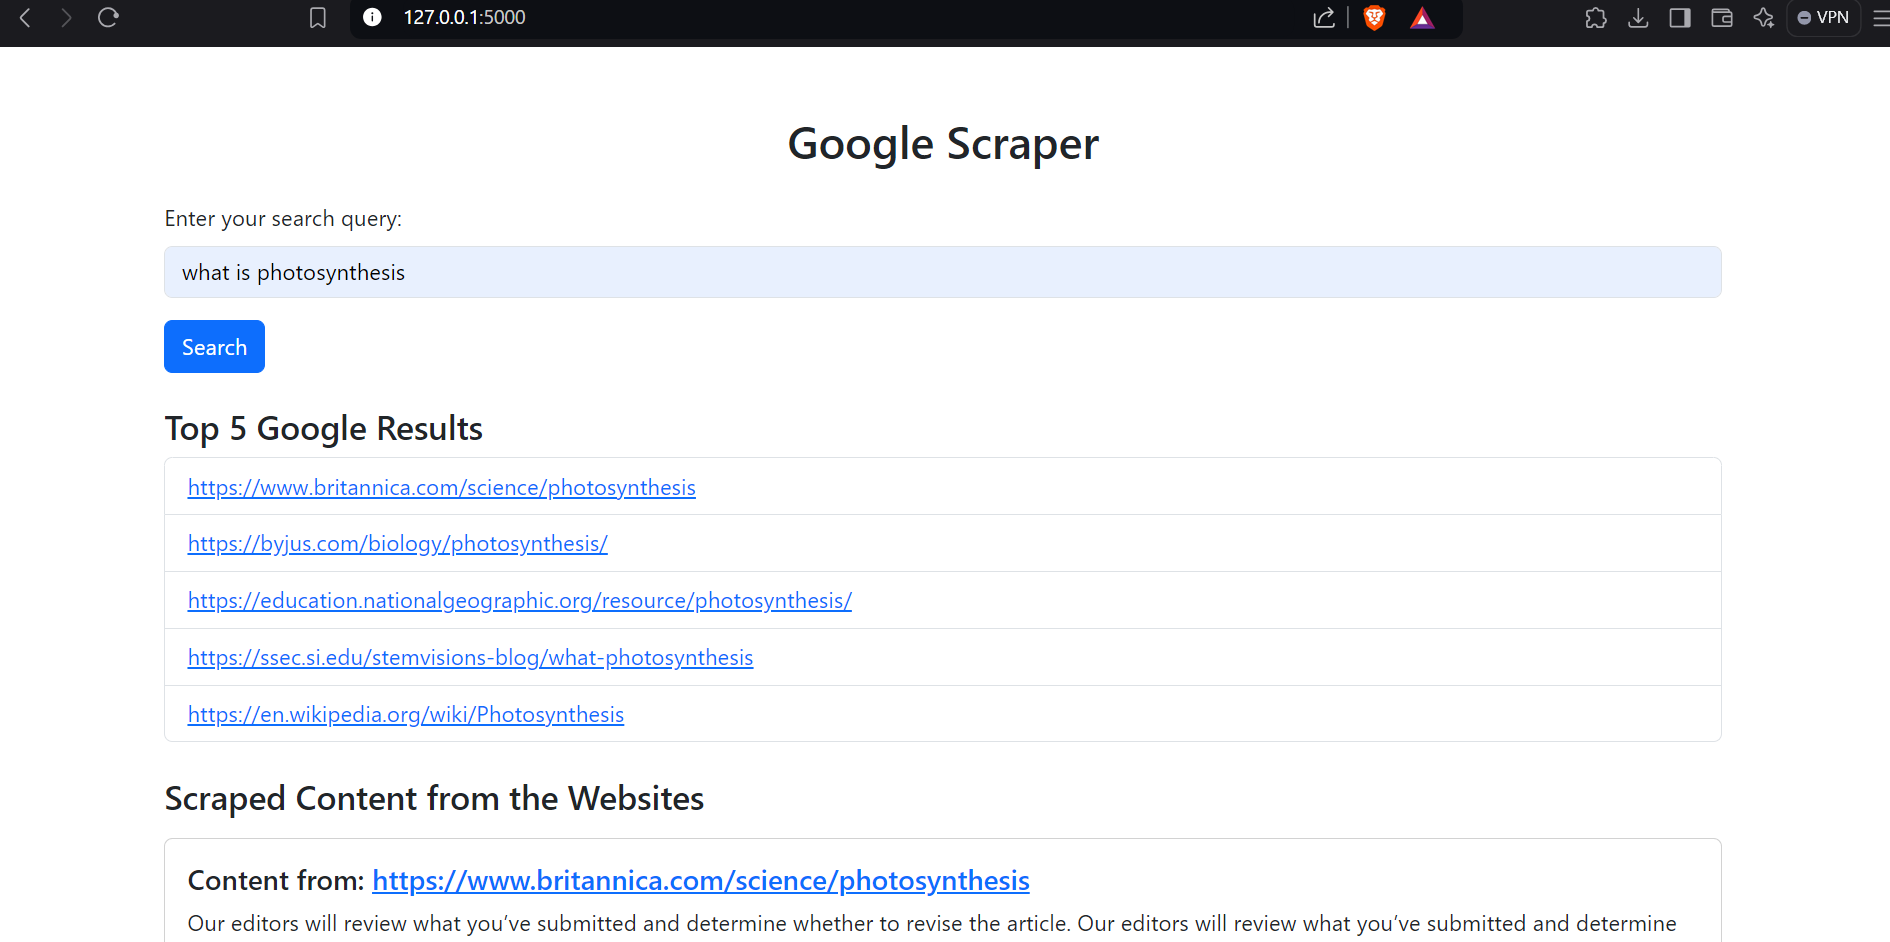 127.0.0.1:5000
VPN
Google Scraper
Enter your search query:
what is photosynthesis
Search
Top 5 Google Results
https://www.britannica.com/science/photosynthesis
https://byjus.com/biology/photosynthesis/
https://education.nationalgeographic.org/resource/photosynthesis/
https://ssec.si.edu/stemvisions-blog/what-photosynthesis
https://en.wikipedia.org/wiki/Photosynthesis
Scraped Content from the Websites
Content from: https://www.britannica.com/science/photosynthesis
Our editors will review what you’ve submitted and determine whether to revise the article. Our editors will review what you’ve submitted and determine